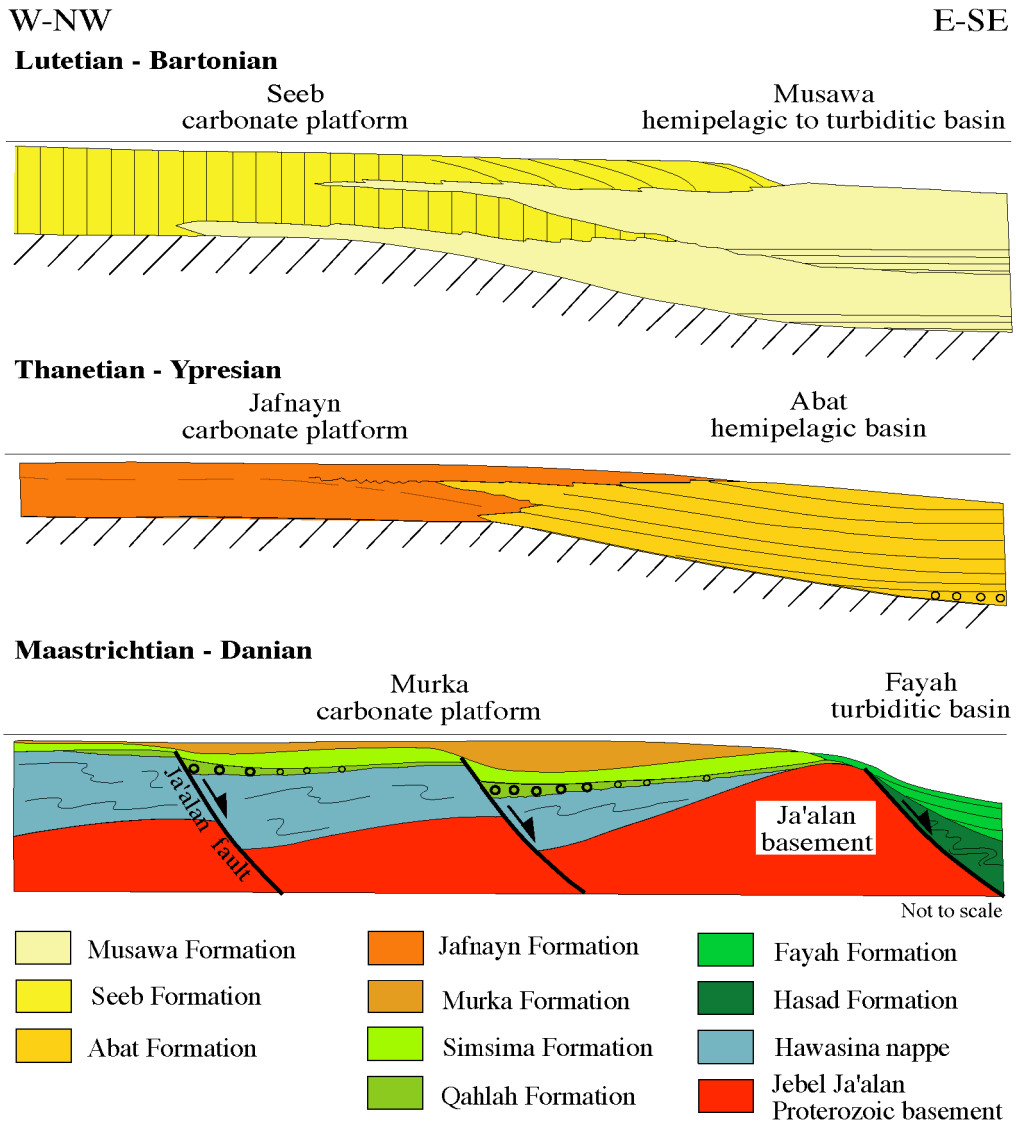 W-NW
E-SE
Lutetian - Bartonian
Seeb
carbonate platform
Musawa
hemipelagic to turbiditic basin
Thanetian - Ypresian
Jafnayn
carbonate platform
Abat
hemipelagic basin
Maastrichtian - Danian
Murka
carbonate platform
Fayah
turbiditic basin
Ja'alan fault
Ja'alan
basement
Not to scale
Musawa Formation
Seeb Formation
Abat Formation
Jafnayn Formation
Murka Formation
Simsima Formation
Qahlah Formation
Fayah Formation
Hasad Formation
Hawasina nappe
Jebel Ja'alan
Proterozoic basement